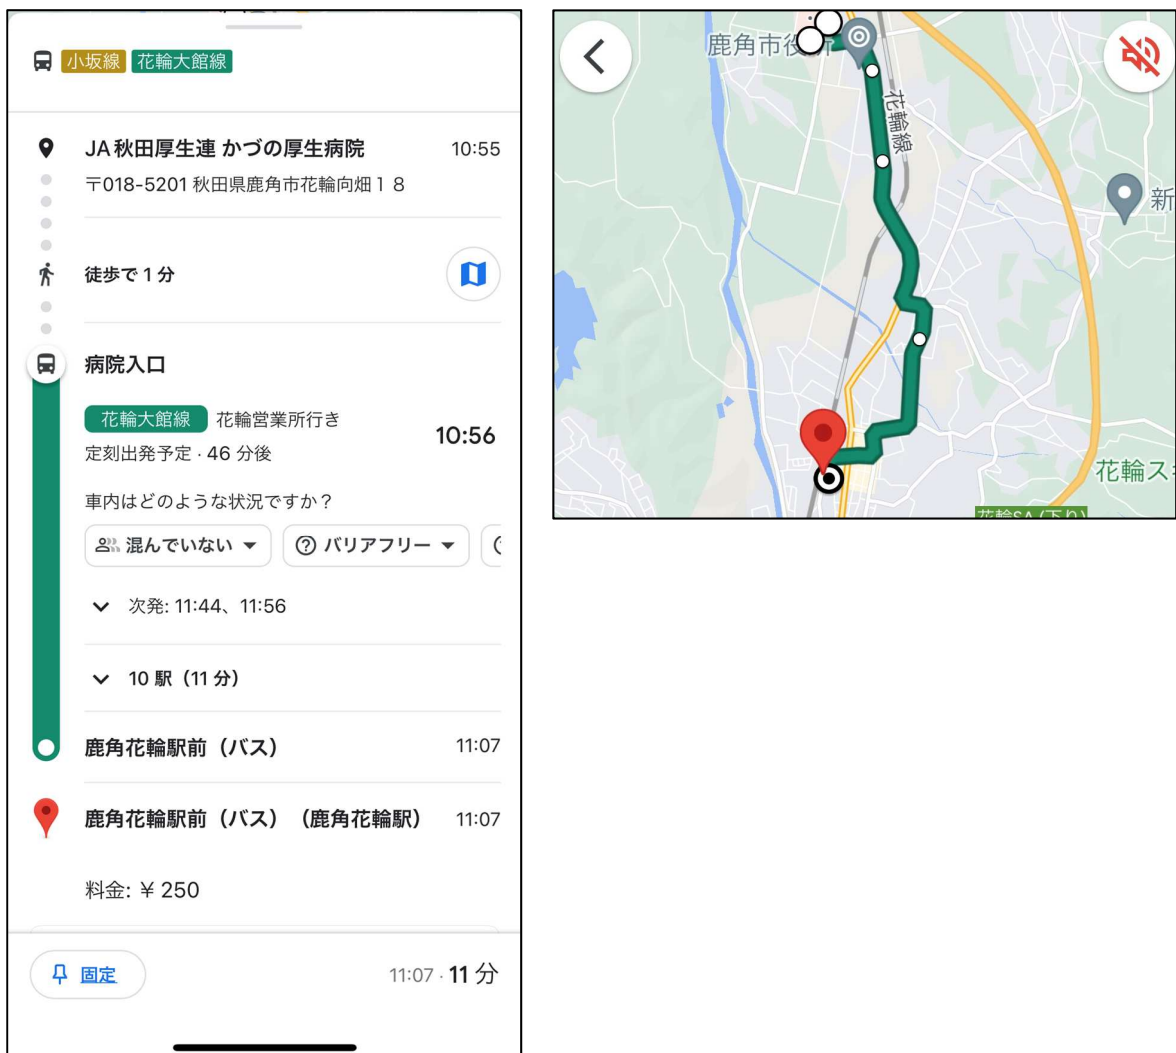 小坂線 花輪大館線
JA秋田厚生連 かづの厚生病院 10:55
〒018-5201 秋田県鹿角市花輪向畑18
徒歩で 1 分
病院入口
花輪大館線 花輪営業所行き
10:56
定刻出発予定 · 46 分後
車内はどのような状況ですか？
混んでいない バリアフリー
次発: 11:44、11:56
10 駅（11 分）
鹿角花輪駅前（バス） 11:07
鹿角花輪駅前（バス）（鹿角花輪駅） 11:07
料金: ¥ 250
固定 11:07 · 11 分
鹿角市役所
花輪線
新
花輪ス
花輪SA (下り)